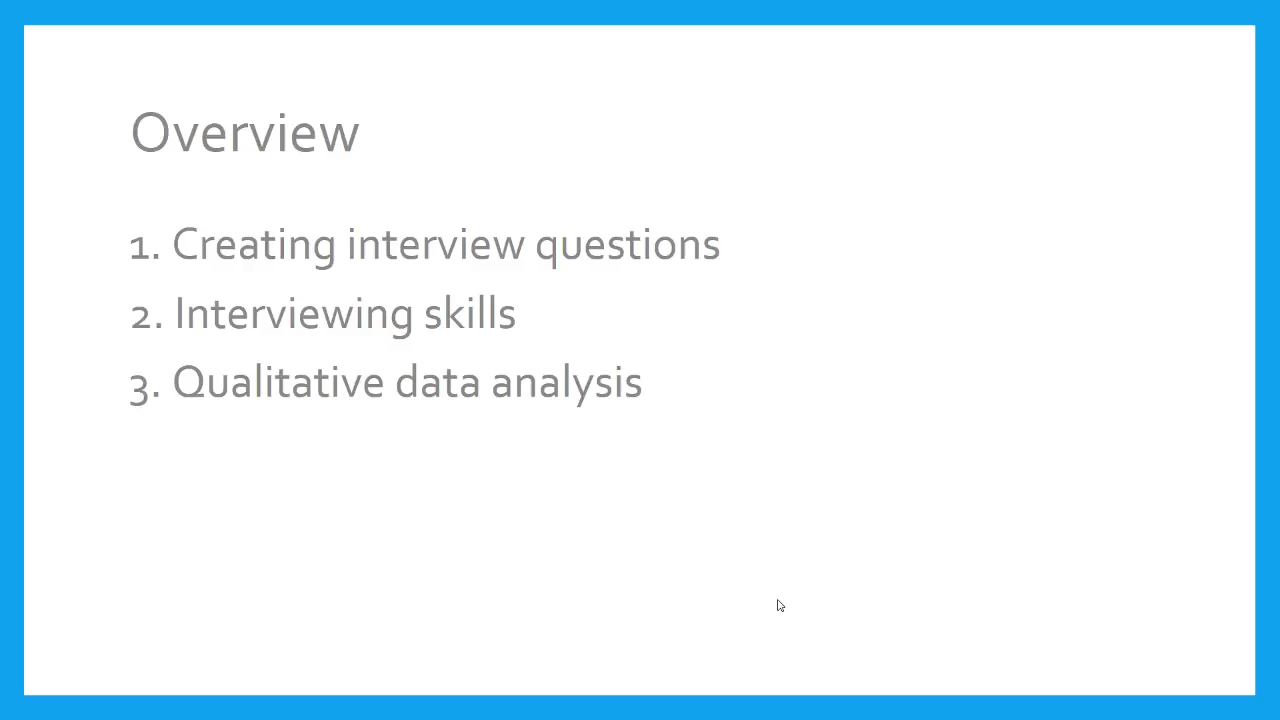 Overview
1. Creating interview questions
2. Interviewing skills
3. Qualitative data analysis